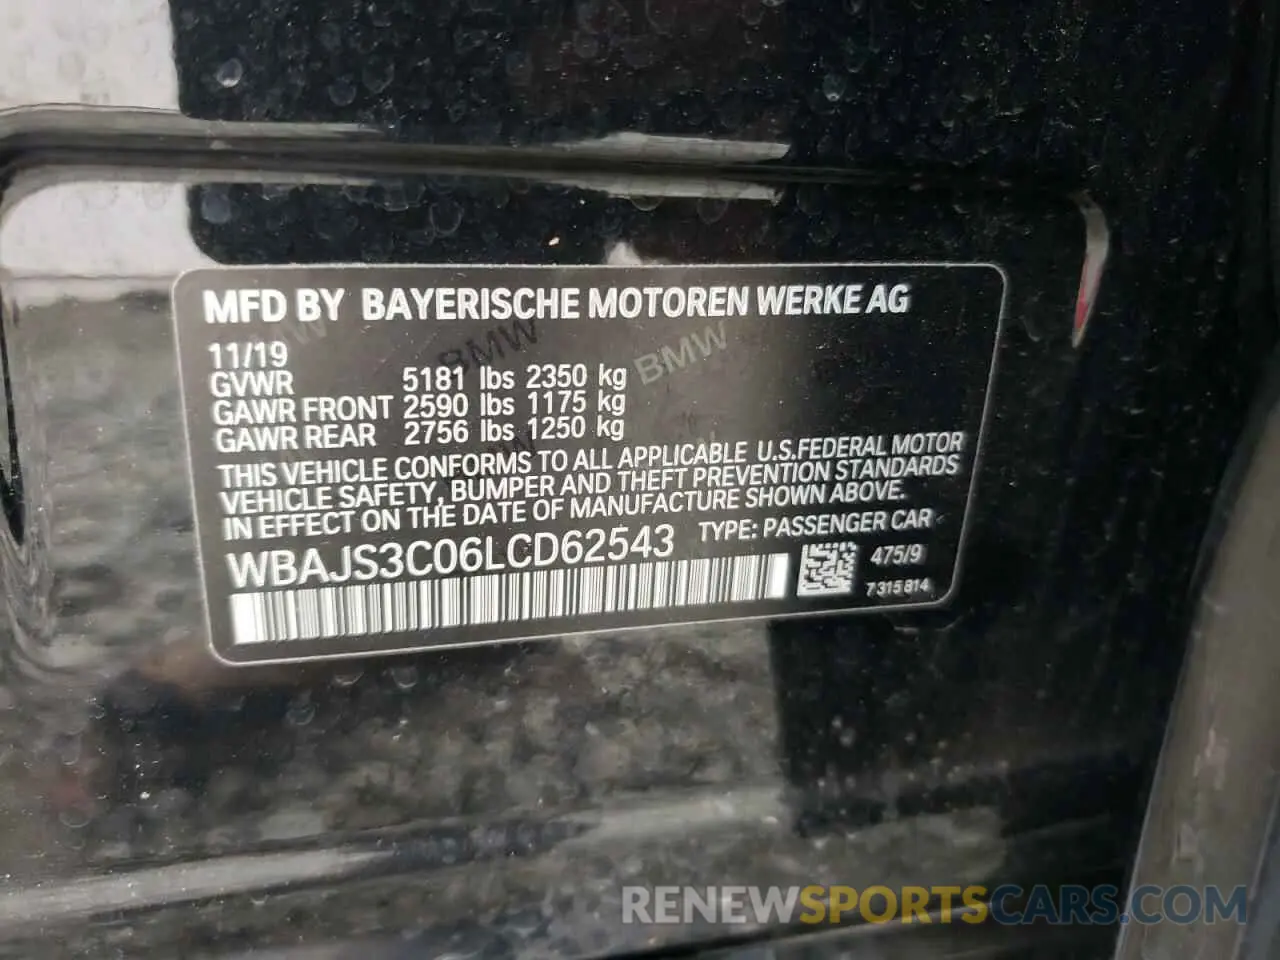 MFD BY BAYERISCHE MOTOREN WERKE AG
11/19
GVWR 5181 lbs 2350 kg
GAWR FRONT 2590 lbs 1175 kg
GAWR REAR 2756 lbs 1250 kg
THIS VEHICLE CONFORMS TO ALL APPLICABLE U.S.FEDERAL MOTOR
VEHICLE SAFETY, BUMPER AND THEFT PREVENTION STANDARDS
IN EFFECT ON THE DATE OF MANUFACTURE SHOWN ABOVE.
WBAJS3C06LCD62543 TYPE: PASSENGER CAR
475/9
7 315 814
BMW
BMW
RENEWSPORTSCARS.COM